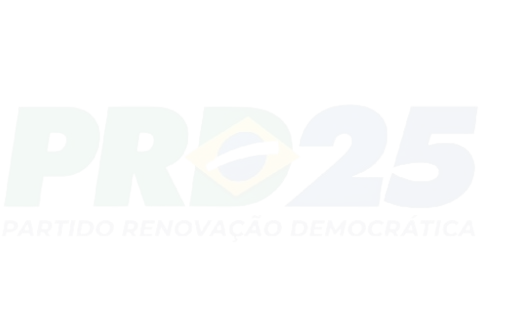 PRD25
PARTIDO RENOVAÇÃO DEMOCRÁTICA